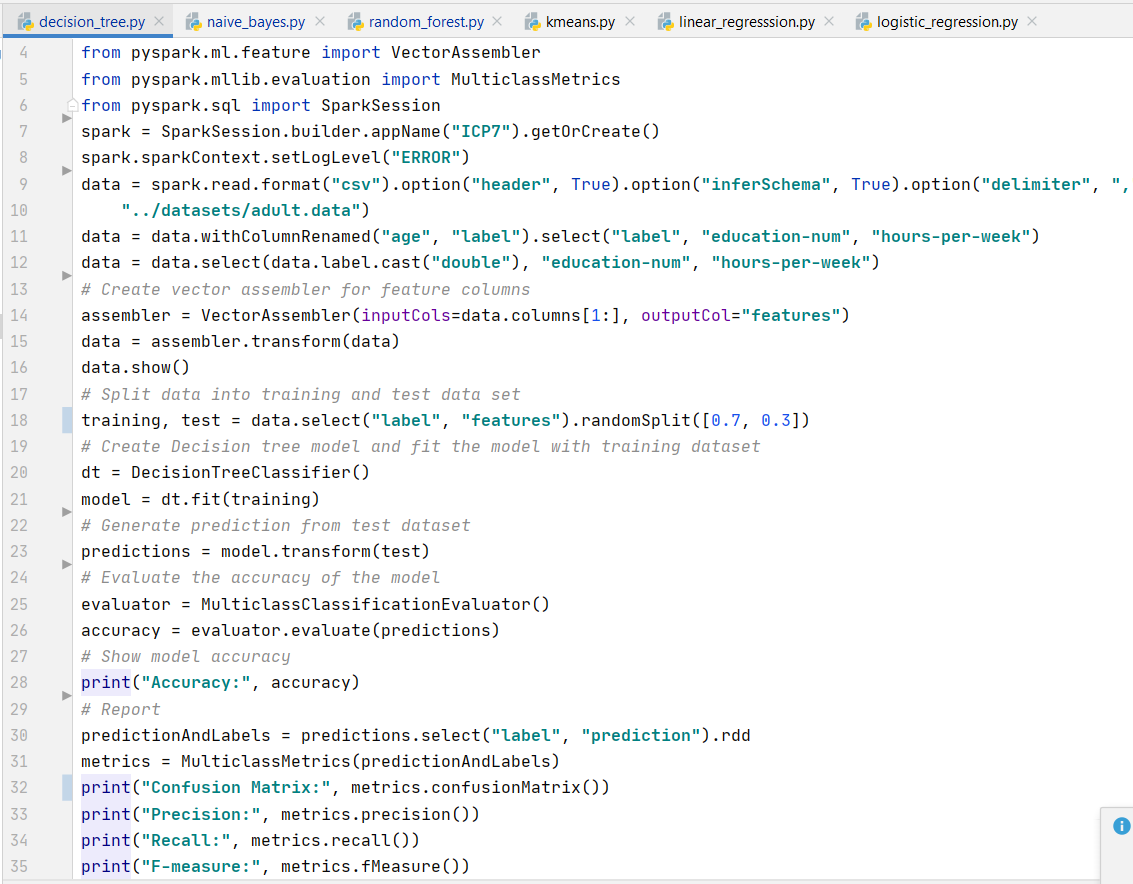 decision_tree.py naive_bayes.py random_forest.py kmeans.py linear_regresssion.py logistic_regression.py
4 from pyspark.ml.feature import VectorAssembler
5 from pyspark.mllib.evaluation import MulticlassMetrics
6 from pyspark.sql import SparkSession
7 spark = SparkSession.builder.appName("ICP7").getOrCreate()
8 spark.sparkContext.setLogLevel("ERROR")
9 data = spark.read.format("csv").option("header", True).option("inferSchema", True).option("delimiter", ",
10 "../datasets/adult.data")
11 data = data.withColumnRenamed("age", "label").select("label", "education-num", "hours-per-week")
12 data = data.select(data.label.cast("double"), "education-num", "hours-per-week")
13 # Create vector assembler for feature columns
14 assembler = VectorAssembler(inputCols=data.columns[1:], outputCol="features")
15 data = assembler.transform(data)
16 data.show()
17 # Split data into training and test data set
18 training, test = data.select("label", "features").randomSplit([0.7, 0.3])
19 # Create Decision tree model and fit the model with training dataset
20 dt = DecisionTreeClassifier()
21 model = dt.fit(training)
22 # Generate prediction from test dataset
23 predictions = model.transform(test)
24 # Evaluate the accuracy of the model
25 evaluator = MulticlassClassificationEvaluator()
26 accuracy = evaluator.evaluate(predictions)
27 # Show model accuracy
28 print("Accuracy:", accuracy)
29 # Report
30 predictionAndLabels = predictions.select("label", "prediction").rdd
31 metrics = MulticlassMetrics(predictionAndLabels)
32 print("Confusion Matrix:", metrics.confusionMatrix())
33 print("Precision:", metrics.precision())
34 print("Recall:", metrics.recall())
35 print("F-measure:", metrics.fMeasure())